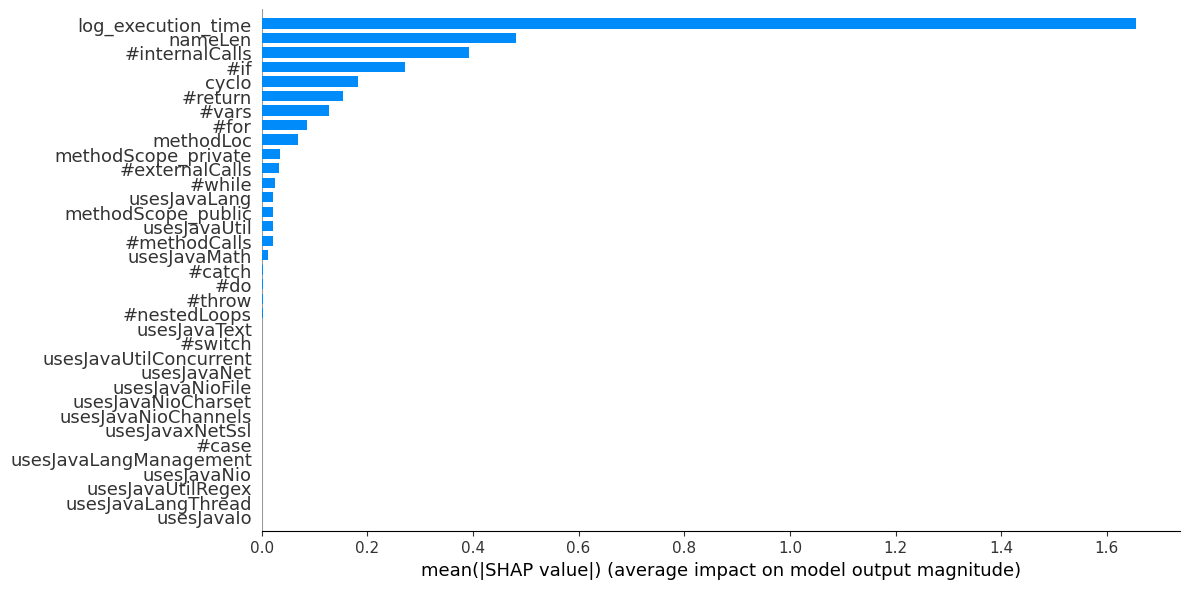 log_execution_time
nameLen
#internalCalls
#if
cyclo
#return
#vars
#for
methodLoc
methodScope_private
#externalCalls
#while
usesJavaLang
methodScope_public
usesJavaUtil
#methodCalls
usesJavaMath
#catch
#do
#throw
#nestedLoops
usesJavaText
#switch
usesJavaUtilConcurrent
usesJavaNet
usesJavaNioFile
usesJavaNioCharset
usesJavaNioChannels
usesJavaxNetSsl
#case
usesJavaLangManagement
usesJavaNio
usesJavaUtilRegex
usesJavaLangThread
usesJavaIo
0.0 0.2 0.4 0.6 0.8 1.0 1.2 1.4 1.6
mean(|SHAP value|) (average impact on model output magnitude)